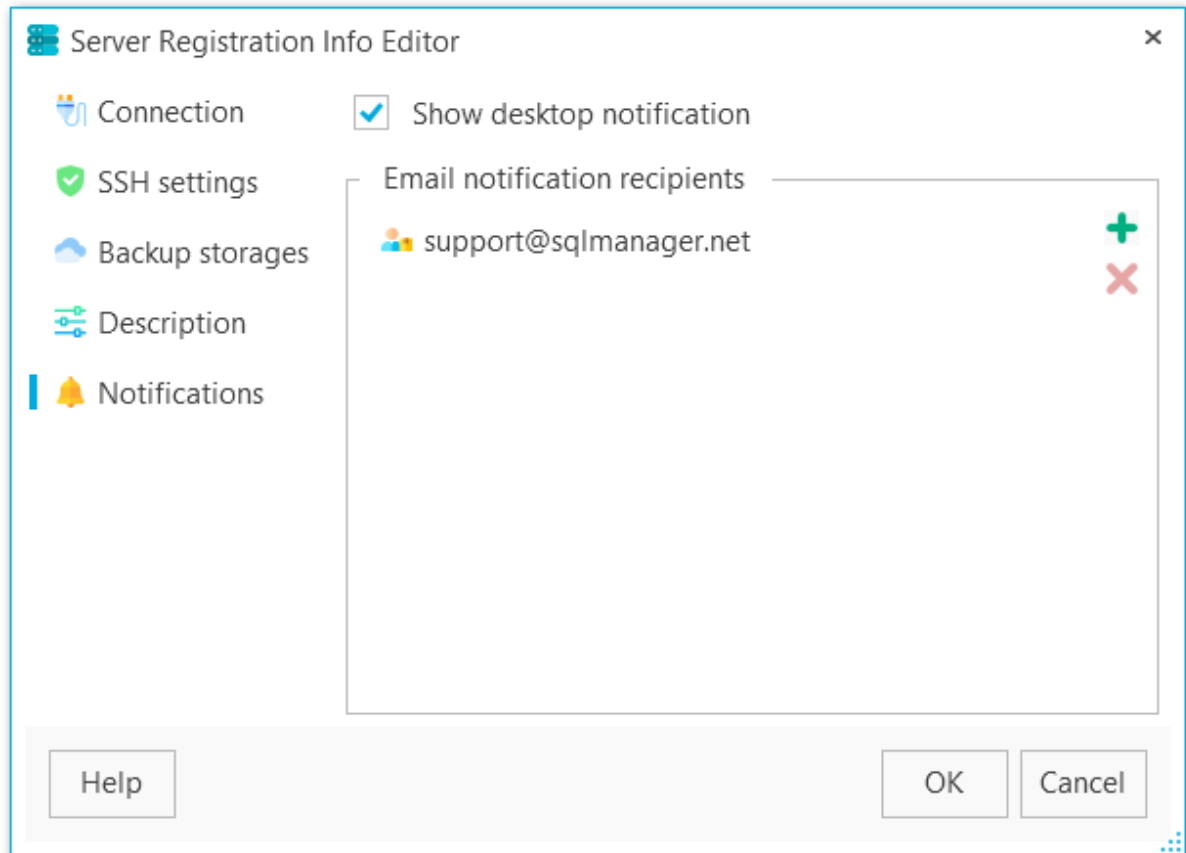 Server Registration Info Editor
Connection
SSH settings
Backup storages
Description
Notifications
Show desktop notification
Email notification recipients
support@sqlmanager.net
Help
OK
Cancel